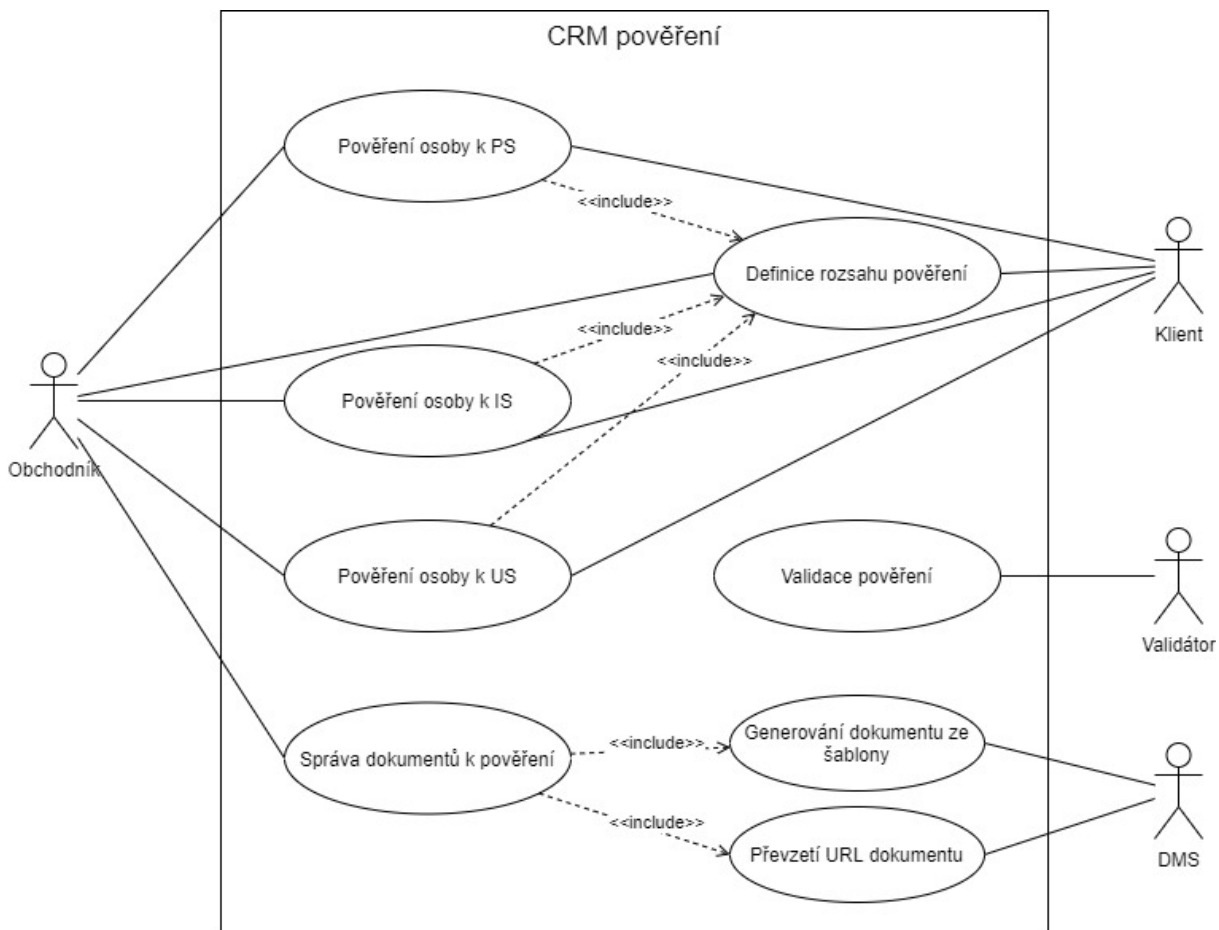 CRM pověření
Pověření osoby k PS
<<include>>
Definice rozsahu pověření
Klient
<<include>>
<<include>>
Pověření osoby k IS
Obchodník
Pověření osoby k US
Validace pověření
Validátor
Správa dokumentů k pověření
<<include>>
Generování dokumentu ze
šablony
<<include>>
Převzetí URL dokumentu
DMS